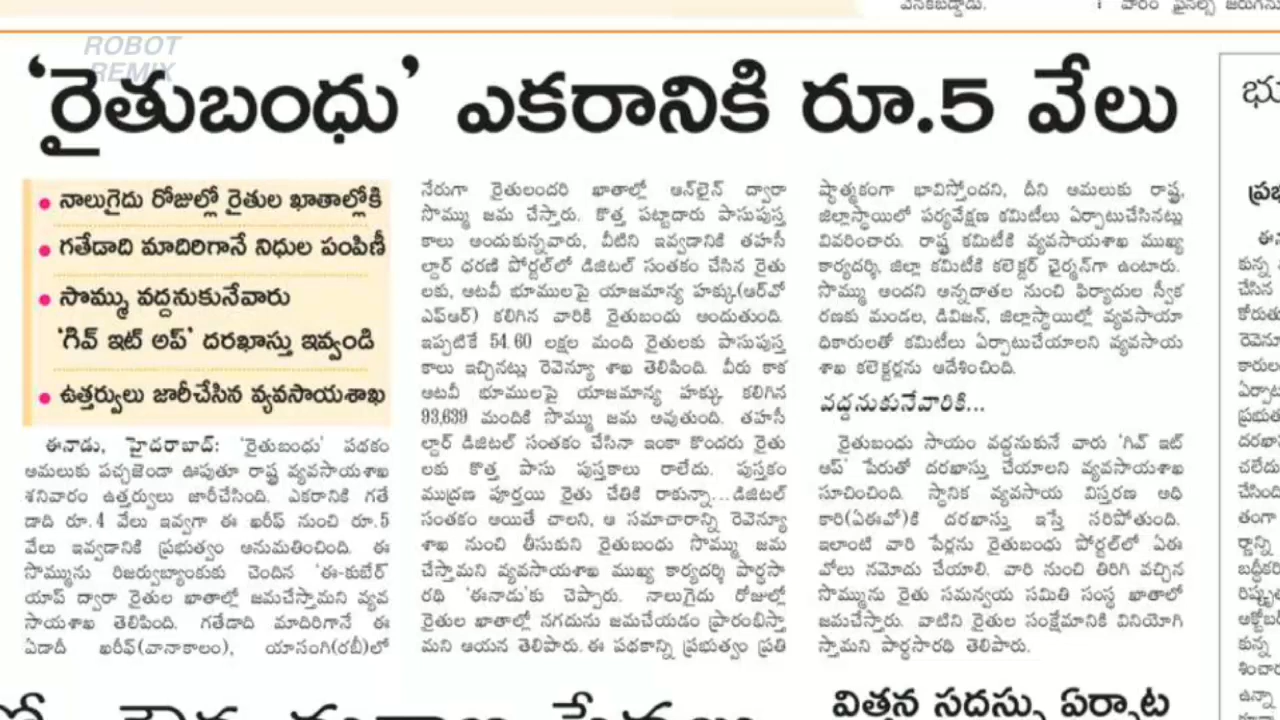 వెనకబడ్డాడు.
ROBOT
REMIX
‘రైతుబంధు’ ఎకరానికి రూ.5 వేలు
• నాలుగైదు రోజుల్లో రైతుల ఖాతాల్లోకి
• గతేడాది మాదిరిగానే నిధుల పంపిణీ
• సొమ్ము వద్దనుకునేవారు
‘గివ్ ఇట్ అప్’ దరఖాస్తు ఇవ్వండి
• ఉత్తర్వులు జారీచేసిన వ్యవసాయశాఖ
ఈనాడు, హైదరాబాద్: ‘రైతుబంధు’ పథకం
అమలుకు పచ్చజెండా ఊపుతూ రాష్ట్ర వ్యవసాయశాఖ
శనివారం ఉత్తర్వులు జారీచేసింది. ఎకరానికి గతే
డాది రూ.4 వేలు ఇవ్వగా ఈ ఖరీఫ్ నుంచి రూ.5
వేలు ఇవ్వడానికి ప్రభుత్వం అనుమతించింది. ఈ
సొమ్మును రిజర్వుబ్యాంకుకు చెందిన ‘ఈ-కుబేర్’
యాప్ ద్వారా రైతుల ఖాతాల్లో జమచేస్తామని వ్యవ
సాయశాఖ తెలిపింది. గతేడాది మాదిరిగానే ఈ
ఏడాదీ ఖరీఫ్(వానాకాలం), యాసంగి(రబీ)లో
నేరుగా రైతులందరి ఖాతాల్లో ఆన్‌లైన్ ద్వారా
సొమ్ము జమ చేస్తారు. కొత్త పట్టాదారు పాసుపుస్త
కాలు అందుకున్నవారు, వీటిని ఇవ్వడానికి తహసీ
ల్దార్ ధరణి పోర్టల్‌లో డిజిటల్ సంతకం చేసిన రైతు
లకు, అటవీ భూములపై యాజమాన్య హక్కు(ఆర్‌వో
ఎఫ్ఆర్) కలిగిన వారికి రైతుబంధు అందుతుంది.
ఇప్పటికే 54.60 లక్షల మంది రైతులకు పాసుపుస్త
కాలు ఇచ్చినట్లు రెవెన్యూ శాఖ తెలిపింది. వీరు కాక
అటవీ భూములపై యాజమాన్య హక్కు కలిగిన
93,639 మందికి సొమ్ము జమ అవుతుంది. తహసీ
ల్దార్ డిజిటల్ సంతకం చేసినా ఇంకా కొందరు రైతు
లకు కొత్త పాసు పుస్తకాలు రాలేదు. పుస్తకం
ముద్రణ పూర్తయి రైతు చేతికి రాకున్నా...డిజిటల్
సంతకం అయితే చాలని, ఆ సమాచారాన్ని రెవెన్యూ
శాఖ నుంచి తీసుకుని రైతుబంధు సొమ్ము జమ
చేస్తామని వ్యవసాయశాఖ ముఖ్య కార్యదర్శి పార్థసా
రథి ‘ఈనాడు’కు చెప్పారు. నాలుగైదు రోజుల్లో
రైతుల ఖాతాల్లో నగదును జమచేయడం ప్రారంభిస్తా
మని ఆయన తెలిపారు. ఈ పథకాన్ని ప్రభుత్వం ప్రతి
ష్ఠాత్మకంగా భావిస్తోందని, దీని అమలుకు రాష్ట్ర,
జిల్లాస్థాయిలో పర్యవేక్షణ కమిటీలు ఏర్పాటుచేసినట్లు
వివరించారు. రాష్ట్ర కమిటీకి వ్యవసాయశాఖ ముఖ్య
కార్యదర్శి, జిల్లా కమిటీకి కలెక్టర్ ఛైర్మన్‌గా ఉంటారు.
సొమ్ము అందని అన్నదాతల నుంచి ఫిర్యాదుల స్వీక
రణకు మండల, డివిజన్, జిల్లాస్థాయిల్లో వ్యవసాయా
ధికారులతో కమిటీలు ఏర్పాటుచేయాలని వ్యవసాయ
శాఖ కలెక్టర్లను ఆదేశించింది.
వద్దనుకునేవారికి...
రైతుబంధు సాయం వద్దనుకునే వారు ‘గివ్ ఇట్
అప్’ పేరుతో దరఖాస్తు చేయాలని వ్యవసాయశాఖ
సూచించింది. స్థానిక వ్యవసాయ విస్తరణ అధి
కారి(ఏఈవో)కి దరఖాస్తు ఇస్తే సరిపోతుంది.
ఇలాంటి వారి పేర్లను రైతుబంధు పోర్టల్‌లో ఏఈ
వోలు నమోదు చేయాలి. వారి నుంచి తిరిగి వచ్చిన
సొమ్మును రైతు సమన్వయ సమితి సంస్థ ఖాతాలో
జమచేస్తారు. వాటిని రైతుల సంక్షేమానికి వినియోగి
స్తామని పార్థసారథి తెలిపారు.
విత్తన సదస్సు ఏర్పాట